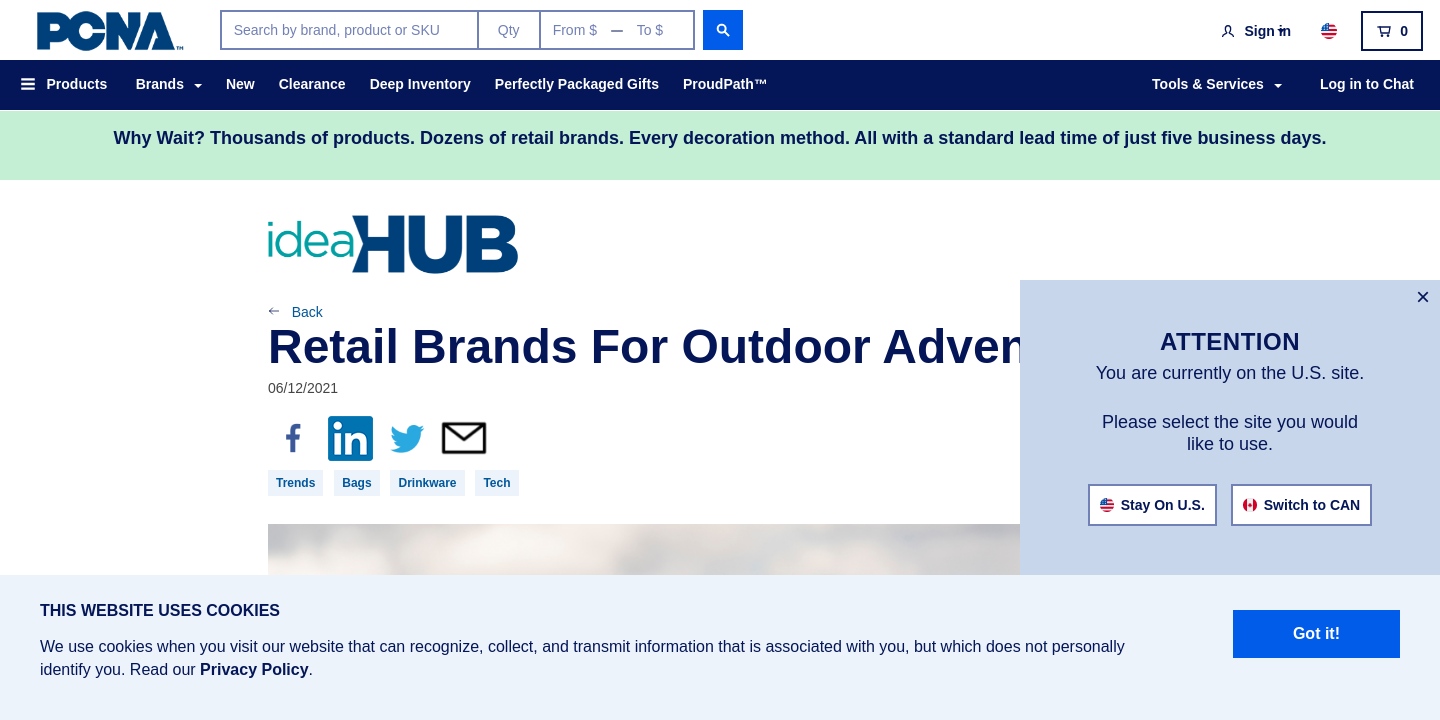 PCNA™
Search by brand, product or SKU
Qty
From $ — To $
Sign in
0
Products
Brands
New
Clearance
Deep Inventory
Perfectly Packaged Gifts
ProudPath™
Tools & Services
Log in to Chat
Why Wait? Thousands of products. Dozens of retail brands. Every decoration method. All with a standard lead time of just five business days.
ideaHUB
Back
Retail Brands For Outdoor Adven
06/12/2021
f
in
Trends
Bags
Drinkware
Tech
×
ATTENTION
You are currently on the U.S. site.
Please select the site you would
like to use.
Stay On U.S.
Switch to CAN
THIS WEBSITE USES COOKIES
We use cookies when you visit our website that can recognize, collect, and transmit information that is associated with you, but which does not personally
identify you. Read our Privacy Policy.
Got it!